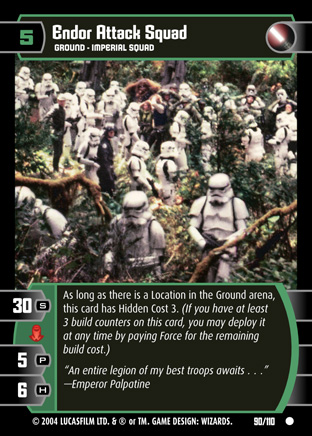 5
Endor Attack Squad
GROUND - IMPERIAL SQUAD
30 S
5 P
6 H
As long as there is a Location in the Ground arena,
this card has Hidden Cost 3. (If you have at least
3 build counters on this card, you may deploy it
at any time by paying Force for the remaining
build cost.)
“An entire legion of my best troops awaits . . .”
—Emperor Palpatine
© 2004 LUCASFILM LTD. & ® or TM. GAME DESIGN: WIZARDS.
90/110